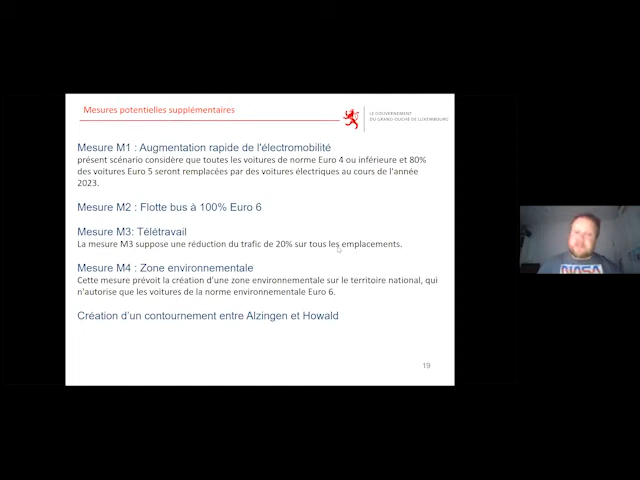 Mesures potentielles supplémentaires
LE GOUVERNEMENT
DU GRAND-DUCHÉ DE LUXEMBOURG
Mesure M1 : Augmentation rapide de l'électromobilité
présent scénario considère que toutes les voitures de norme Euro 4 ou inférieure et 80%
des voitures Euro 5 seront remplacées par des voitures électriques au cours de l'année
2023.
Mesure M2 : Flotte bus à 100% Euro 6
Mesure M3: Télétravail
La mesure M3 suppose une réduction du trafic de 20% sur tous les emplacements.
Mesure M4 : Zone environnementale
Cette mesure prévoit la création d'une zone environnementale sur le territoire national, qui
n'autorise que les voitures de la norme environnementale Euro 6.
Création d'un contournement entre Alzingen et Howald
19
NASA